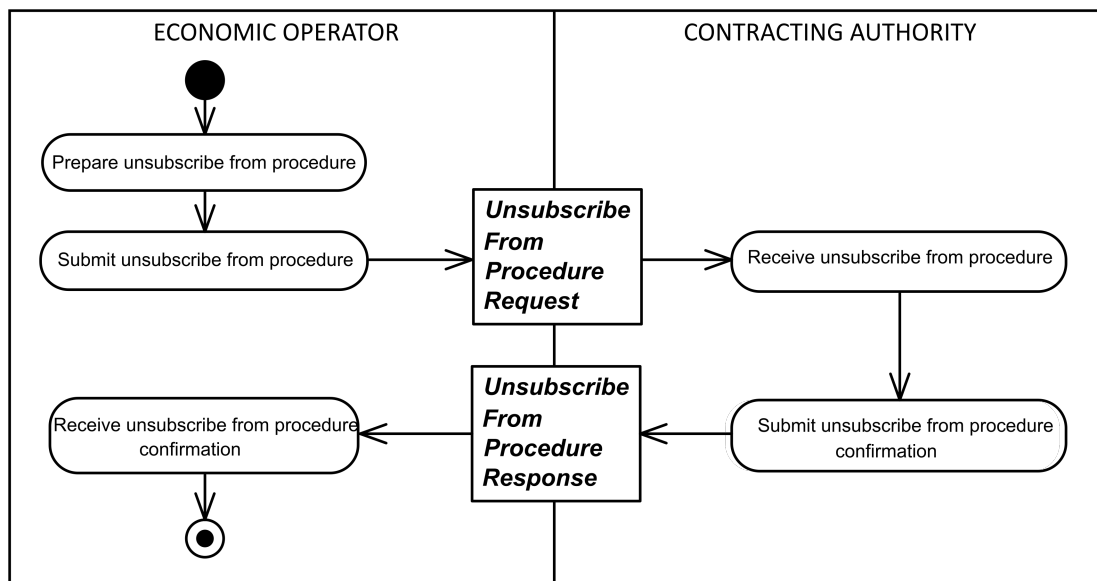 ECONOMIC OPERATOR
CONTRACTING AUTHORITY
Prepare unsubscribe from procedure
Submit unsubscribe from procedure
Unsubscribe
From
Procedure
Request
Receive unsubscribe from procedure
Submit unsubscribe from procedure
confirmation
Unsubscribe
From
Procedure
Response
Receive unsubscribe from procedure
confirmation